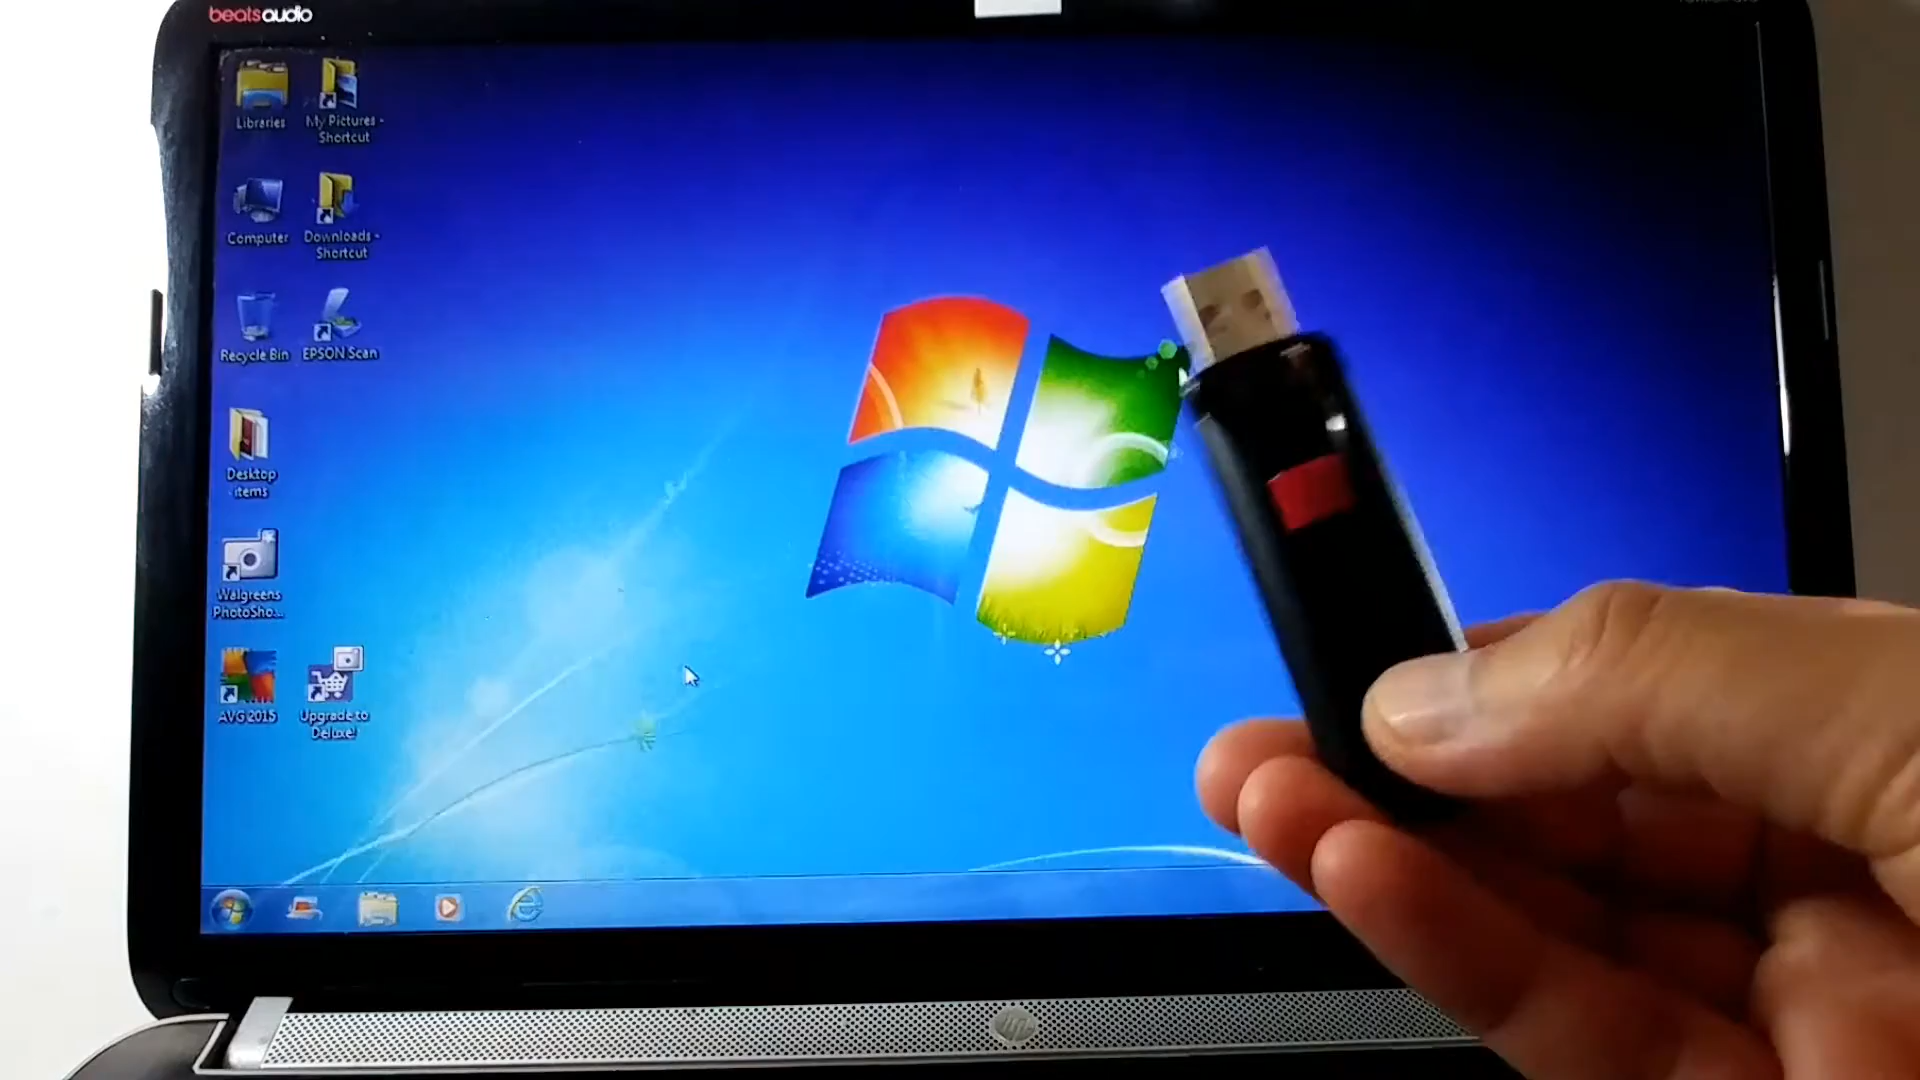 beatsaudio
Libraries
My Pictures -
Shortcut
Computer
Downloads -
Shortcut
Recycle Bin
EPSON Scan
Desktop
items
Walgreens
PhotoSho...
AVG 2015
Upgrade to
Deluxe!
hp